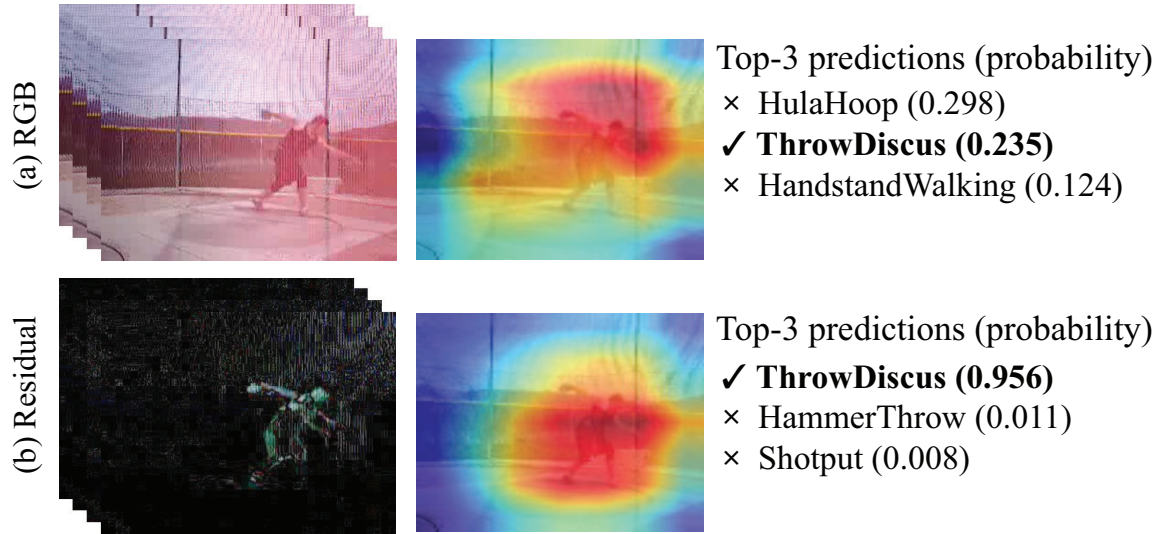 (a) RGB
Top-3 predictions (probability)
× HulaHoop (0.298)
✓ ThrowDiscus (0.235)
× HandstandWalking (0.124)
(b) Residual
Top-3 predictions (probability)
✓ ThrowDiscus (0.956)
× HammerThrow (0.011)
× Shotput (0.008)